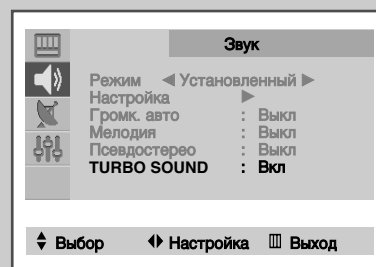 Звук
Режим ◀ Установленный ▶
Настройка ▶
Громк. авто : Выкл
Мелодия : Выкл
Псевдостерео : Выкл
TURBO SOUND : Вкл
Выбор Настройка Выход